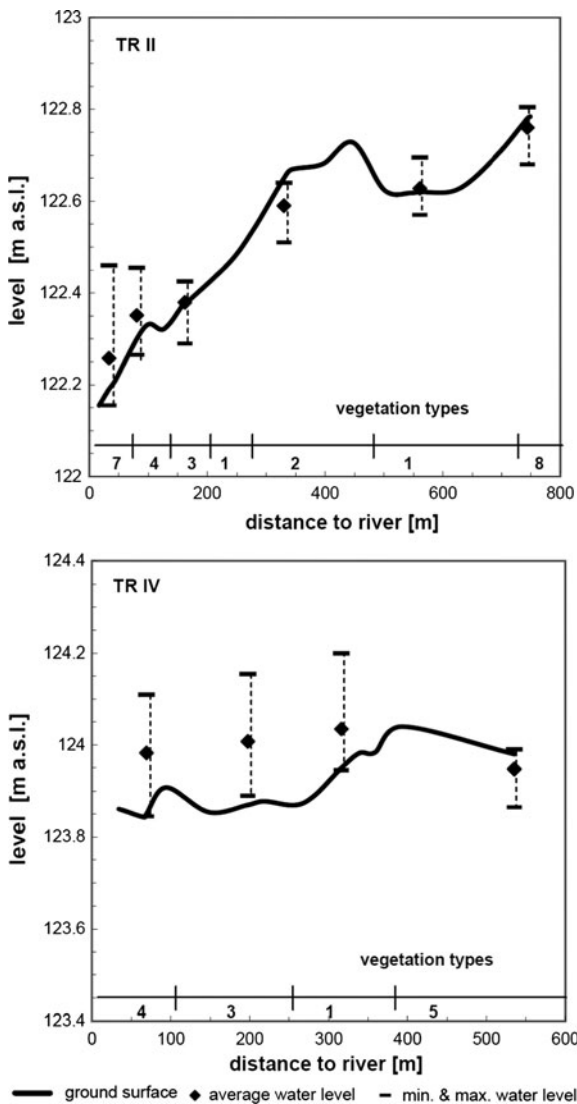 123
TR II
122.8
122.6
122.4
122.2
122
level [m a.s.l.]
vegetation types
7 4 3 1 2 1 8
0 200 400 600 800
distance to river [m]
124.4
TR IV
124.2
124
123.8
123.6
123.4
level [m a.s.l.]
vegetation types
4 3 1 5
0 100 200 300 400 500 600
distance to river [m]
ground surface average water level min. & max. water level